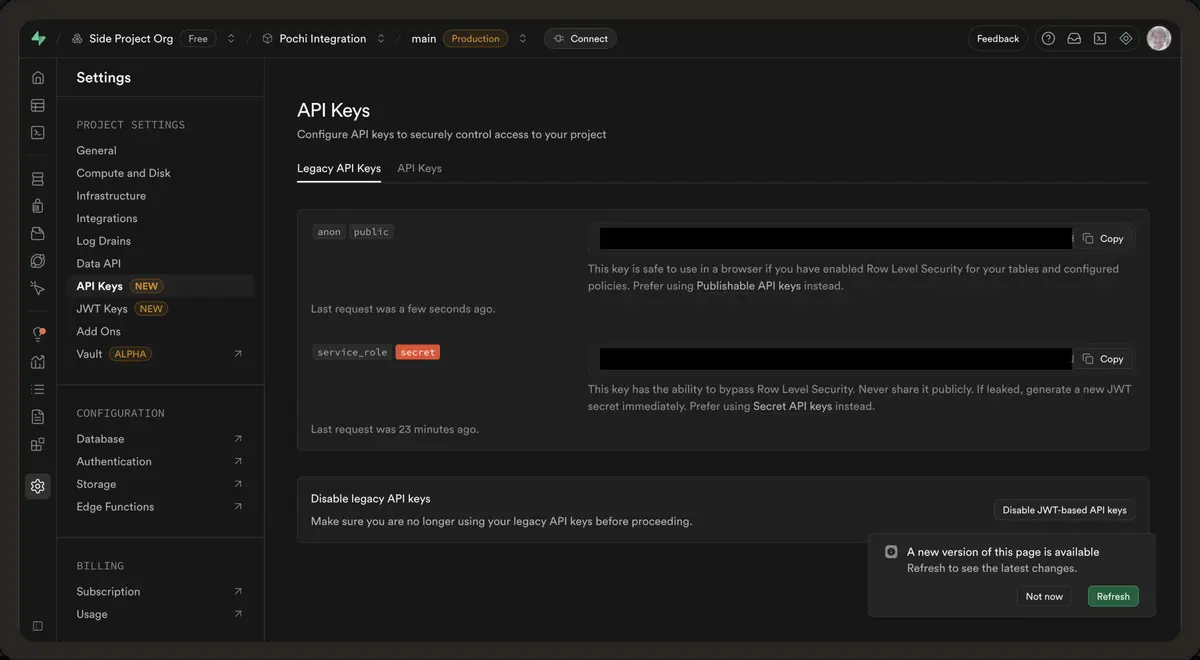 Side Project Org Free Pochi Integration main Production Connect Feedback
Settings
PROJECT SETTINGS
General
Compute and Disk
Infrastructure
Integrations
Log Drains
Data API
API Keys NEW
JWT Keys NEW
Add Ons
Vault ALPHA
CONFIGURATION
Database
Authentication
Storage
Edge Functions
BILLING
Subscription
Usage
API Keys
Configure API keys to securely control access to your project
Legacy API Keys API Keys
anon public
Copy
This key is safe to use in a browser if you have enabled Row Level Security for your tables and configured
policies. Prefer using Publishable API keys instead.
Last request was a few seconds ago.
service_role secret
Copy
This key has the ability to bypass Row Level Security. Never share it publicly. If leaked, generate a new JWT
secret immediately. Prefer using Secret API keys instead.
Last request was 23 minutes ago.
Disable legacy API keys
Make sure you are no longer using your legacy API keys before proceeding.
Disable JWT-based API keys
A new version of this page is available
Refresh to see the latest changes.
Not now Refresh